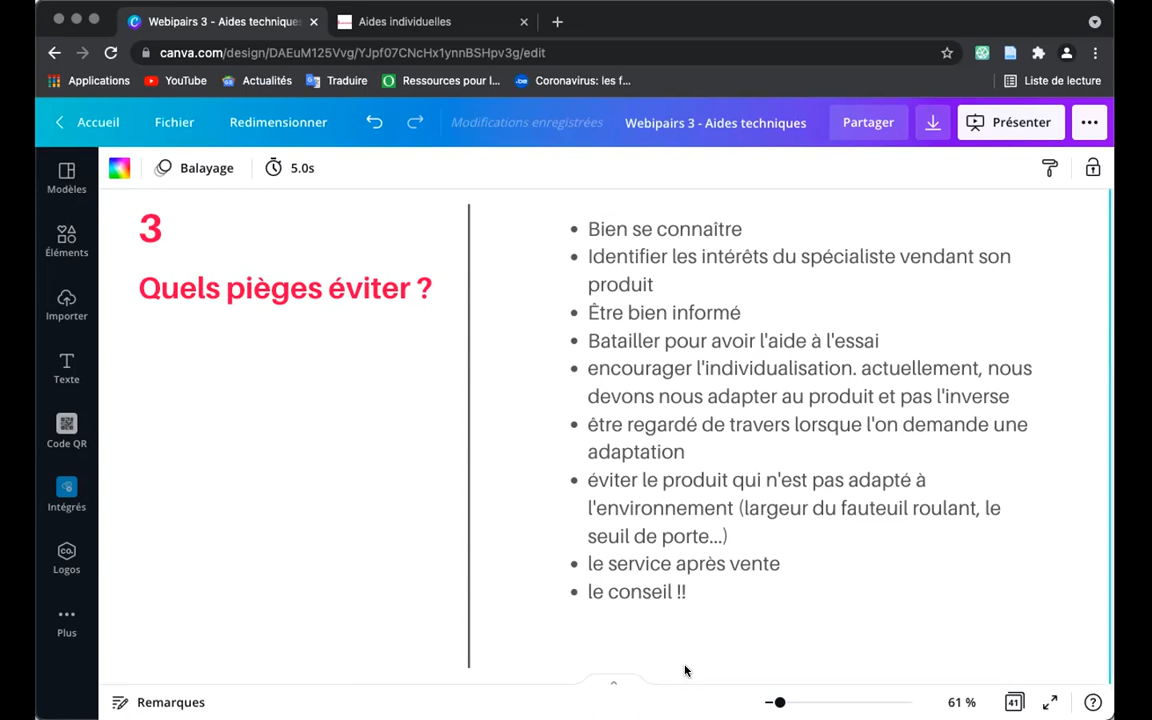 Webipairs 3 - Aides technique
Aides individuelles
canva.com/design/DAEuM125Vvg/YJpf07CNcHx1ynnBSHpv3g/edit
Applications
YouTube
Actualités
Traduire
Ressources pour l...
Coronavirus: les f...
Liste de lecture
Accueil
Fichier
Redimensionner
Modifications enregistrées
Webipairs 3 - Aides techniques
Partager
Présenter
Balayage
5.0s
Modèles
Éléments
Importer
Texte
Code QR
Intégrés
CO.
Logos
Plus
3
Quels pièges éviter ?
• Bien se connaître
• Identifier les intérêts du spécialiste vendant son
produit
• Être bien informé
• Batailler pour avoir l'aide à l'essai
• encourager l'individualisation. actuellement, nous
devons nous adapter au produit et pas l'inverse
• être regardé de travers lorsque l'on demande une
adaptation
• éviter le produit qui n'est pas adapté à
l'environnement (largeur du fauteuil roulant, le
seuil de porte...)
• le service après vente
• le conseil !!
Remarques
61 %
41